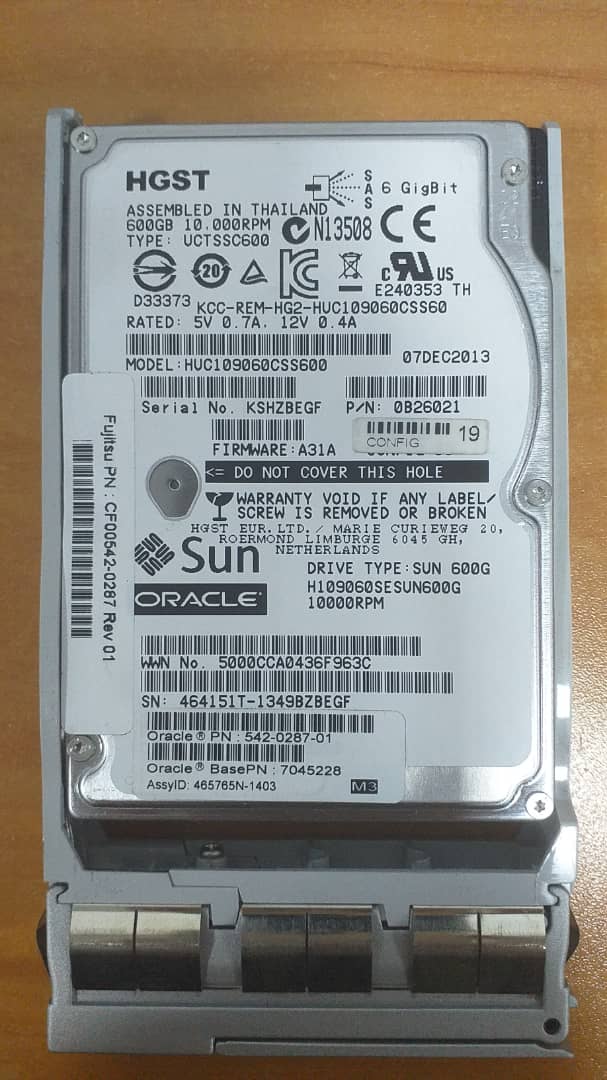 HGST
SAS 6 GigBit
ASSEMBLED IN THAILAND
600GB 10.000RPM
TYPE: UCTSSC600
N13508 CE
20
D33373
c UR US
E240353 TH
KCC-REM-HG2-HUC109060CSS60
RATED: 5V 0.7A. 12V 0.4A
MODEL:HUC109060CSS600
07DEC2013
Serial No. KSHZBEGF
P/N: 0B26021
FIRMWARE:A31A
CONFIG 19
<= DO NOT COVER THIS HOLE
WARRANTY VOID IF ANY LABEL/
SCREW IS REMOVED OR BROKEN
HGST EUR.LTD./ MARIE CURIEWEG 20,
ROERMOND LIMBURGE 6045 GH,
NETHERLANDS
Sun
ORACLE
DRIVE TYPE:SUN 600G
H109060SESUN600G
10000RPM
WWN No. 5000CCA0436F963C
SN: 464151T-1349BZBEGF
Oracle® PN : 542-0287-01
Oracle® BasePN : 7045228
AssyID: 465765N-1403
M3
Fujitsu PN : CF00542-0287 Rev 01